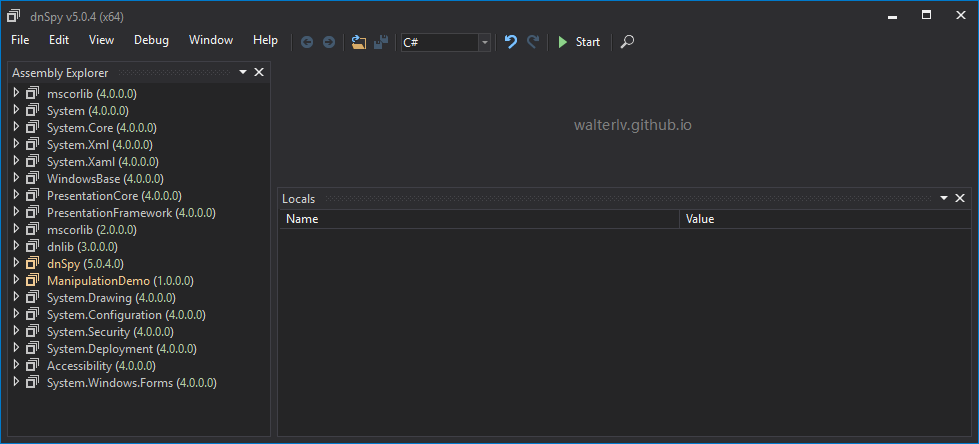 dnSpy v5.0.4 (x64)
File Edit View Debug Window Help C# Start
Assembly Explorer
mscorlib (4.0.0.0)
System (4.0.0.0)
System.Core (4.0.0.0)
System.Xml (4.0.0.0)
System.Xaml (4.0.0.0)
WindowsBase (4.0.0.0)
PresentationCore (4.0.0.0)
PresentationFramework (4.0.0.0)
mscorlib (2.0.0.0)
dnlib (3.0.0.0)
dnSpy (5.0.4.0)
ManipulationDemo (1.0.0.0)
System.Drawing (4.0.0.0)
System.Configuration (4.0.0.0)
System.Security (4.0.0.0)
System.Deployment (4.0.0.0)
Accessibility (4.0.0.0)
System.Windows.Forms (4.0.0.0)
walterlv.github.io
Locals
Name Value